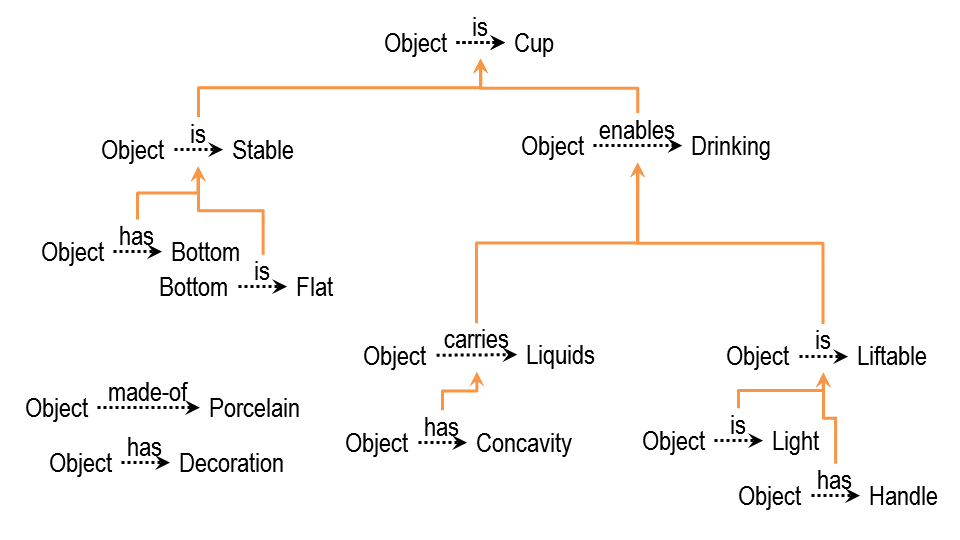 Object is Cup
Object is Stable
Object enables Drinking
Object has Bottom
Bottom is Flat
Object carries Liquids
Object is Liftable
Object made-of Porcelain
Object has Concavity
Object is Light
Object has Decoration
Object has Handle